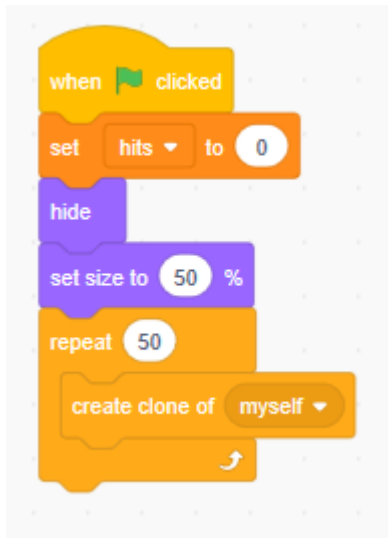 when clicked
set hits to 0
hide
set size to 50 %
repeat 50
create clone of myself